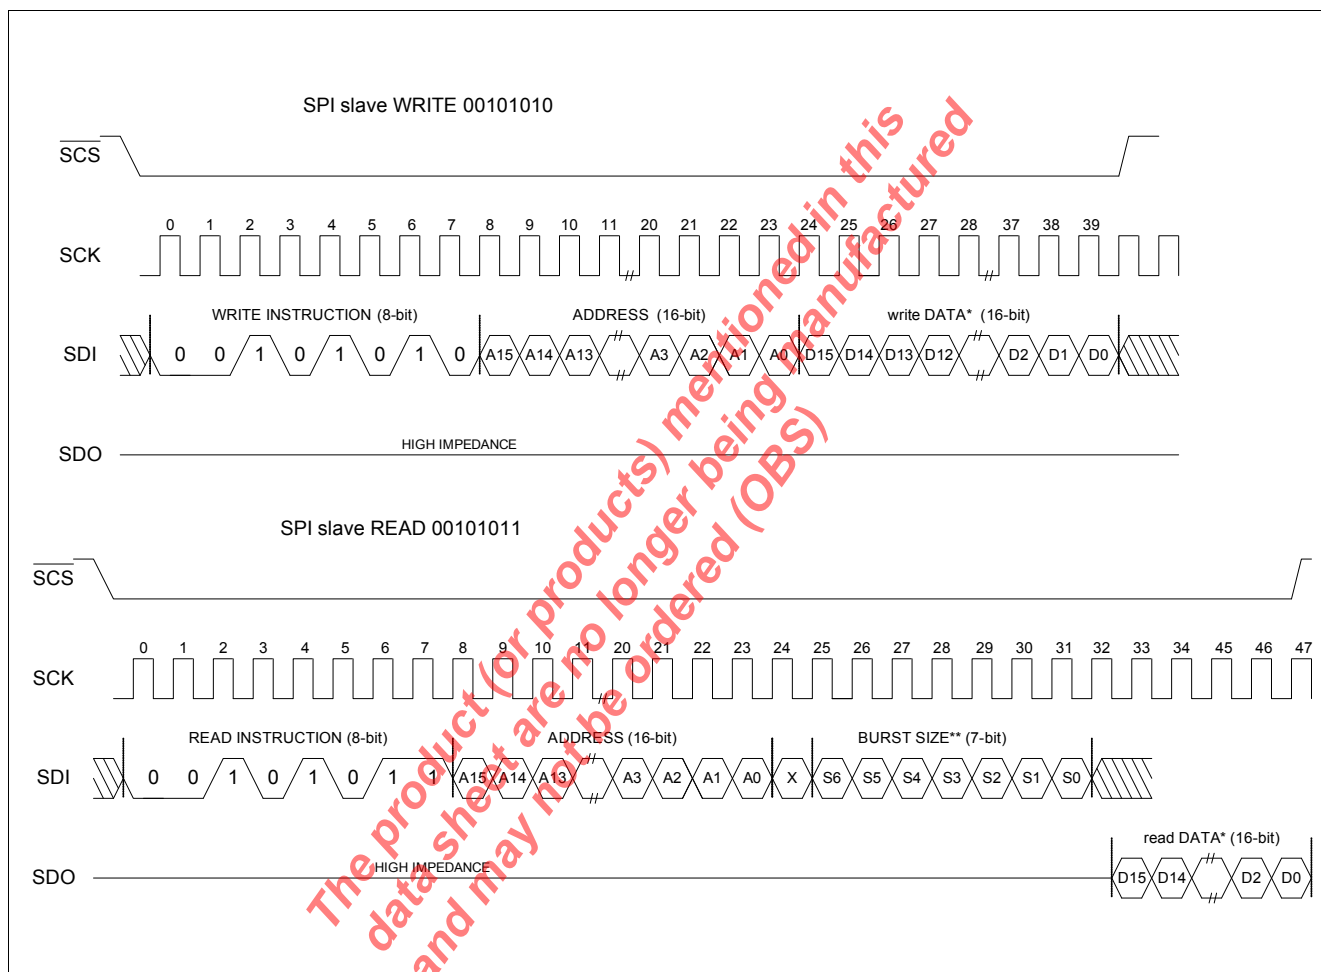 SPI slave WRITE 00101010
SCS
0 1 2 3 4 5 6 7 8 9 10 11 20 21 22 23 24 25 26 27 28 37 38 39
SCK
WRITE INSTRUCTION (8-bit) ADDRESS (16-bit) write DATA* (16-bit)
SDI 0 0 1 0 1 0 1 0 A15 A14 A13 A3 A2 A1 A0 D15 D14 D13 D12 D2 D1 D0
HIGH IMPEDANCE
SDO
SPI slave READ 00101011
SCS
0 1 2 3 4 5 6 7 8 9 10 11 20 21 22 23 24 25 26 27 28 29 30 31 32 33 34 45 46 47
SCK
READ INSTRUCTION (8-bit) ADDRESS (16-bit) BURST SIZE** (7-bit)
SDI 0 0 1 0 1 0 1 1 A15 A14 A13 A3 A2 A1 A0 X S6 S5 S4 S3 S2 S1 S0
read DATA* (16-bit)
HIGH IMPEDANCE
SDO D15 D14 D2 D0
The product (or products) mentioned in this
data sheet are no longer being manufactured
and may not be ordered (OBS)